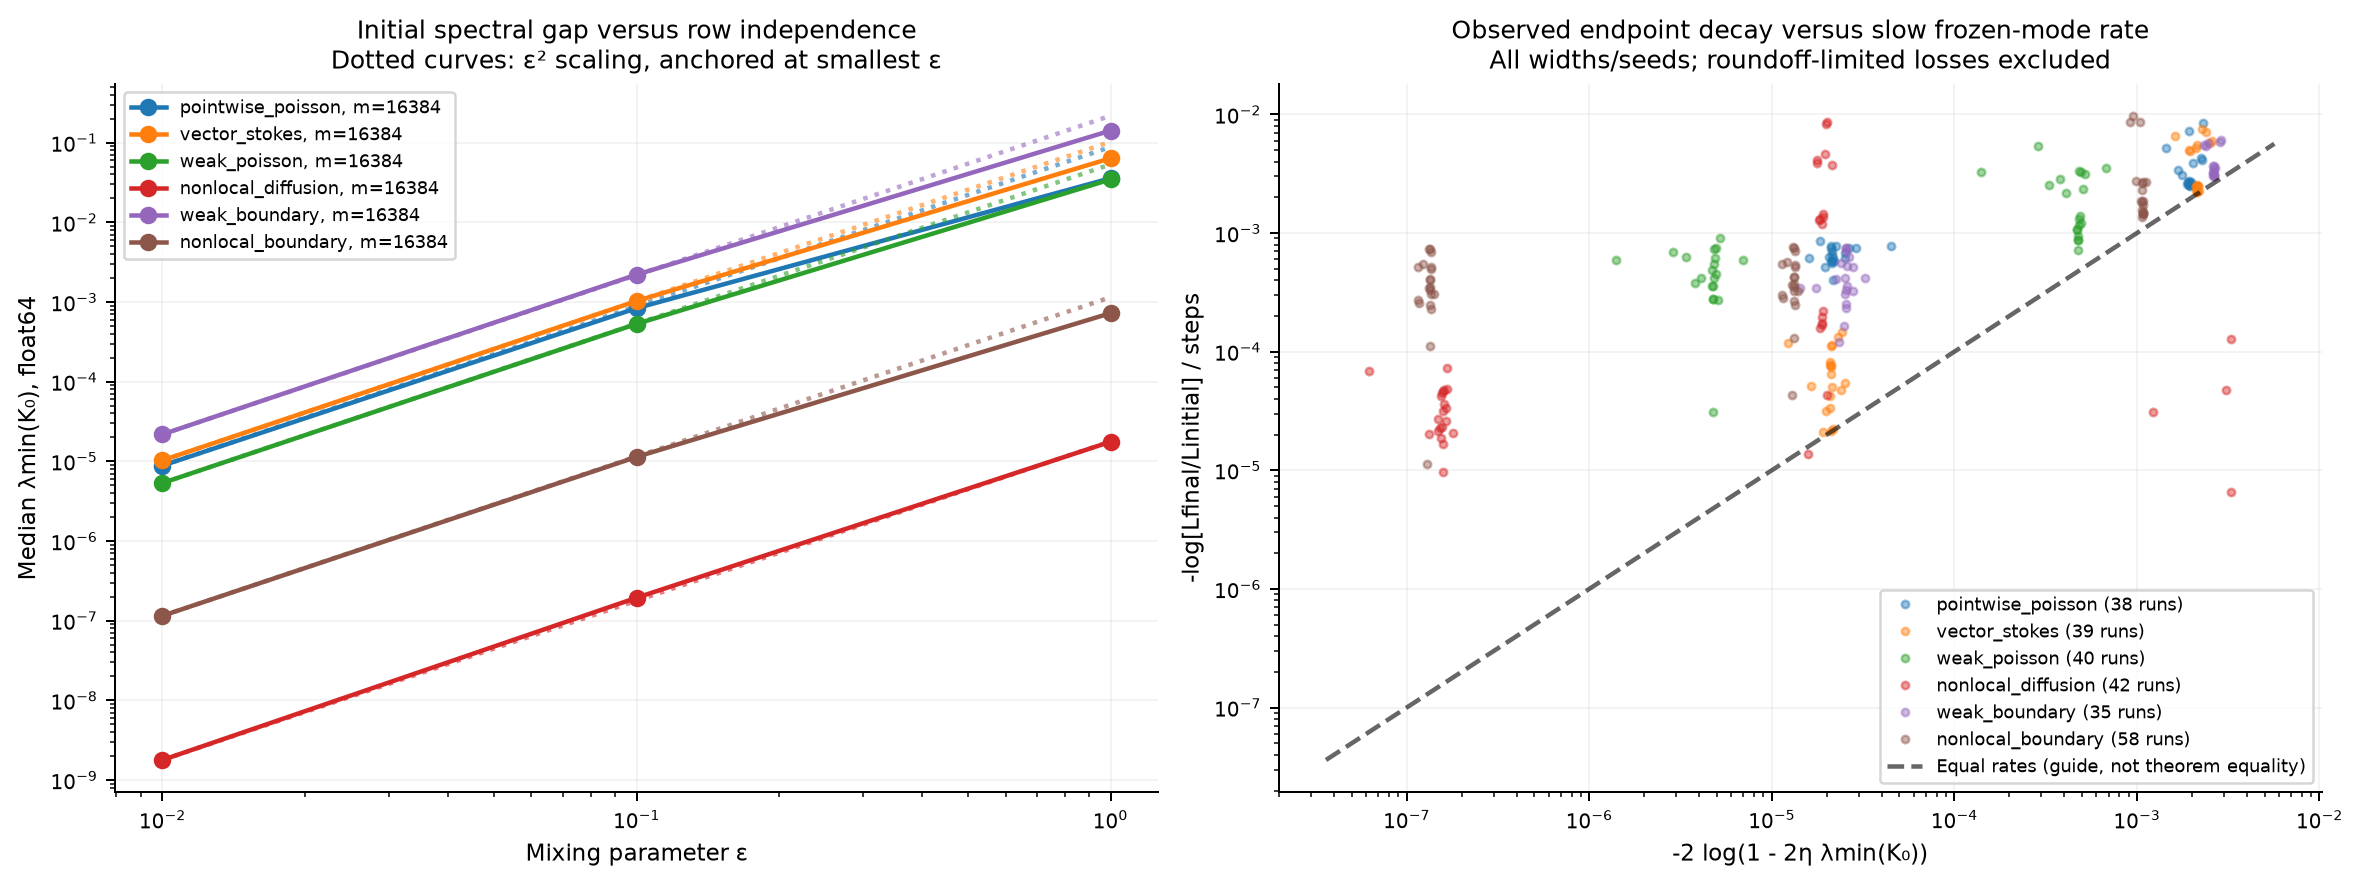 Initial spectral gap versus row independence
Dotted curves: ε² scaling, anchored at smallest ε
pointwise_poisson, m=16384
vector_stokes, m=16384
weak_poisson, m=16384
nonlocal_diffusion, m=16384
weak_boundary, m=16384
nonlocal_boundary, m=16384
Median λmin(K₀), float64
10⁻¹
10⁻²
10⁻³
10⁻⁴
10⁻⁵
10⁻⁶
10⁻⁷
10⁻⁸
10⁻⁹
10⁻²
10⁻¹
10⁰
Mixing parameter ε
Observed endpoint decay versus slow frozen-mode rate
All widths/seeds; roundoff-limited losses excluded
-log[Lfinal/Linitial] / steps
10⁻²
10⁻³
10⁻⁴
10⁻⁵
10⁻⁶
10⁻⁷
pointwise_poisson (38 runs)
vector_stokes (39 runs)
weak_poisson (40 runs)
nonlocal_diffusion (42 runs)
weak_boundary (35 runs)
nonlocal_boundary (58 runs)
Equal rates (guide, not theorem equality)
10⁻⁷
10⁻⁶
10⁻⁵
10⁻⁴
10⁻³
10⁻²
-2 log(1 - 2η λmin(K₀))